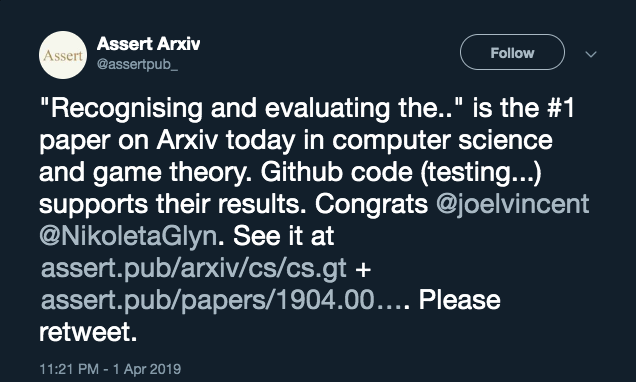 Assert
Assert Arxiv
@assertpub_
Follow
"Recognising and evaluating the.." is the #1
paper on Arxiv today in computer science
and game theory. Github code (testing...)
supports their results. Congrats @joelvincent
@NikoletaGlyn. See it at
assert.pub/arxiv/cs/cs.gt +
assert.pub/papers/1904.00.... Please
retweet.
11:21 PM - 1 Apr 2019